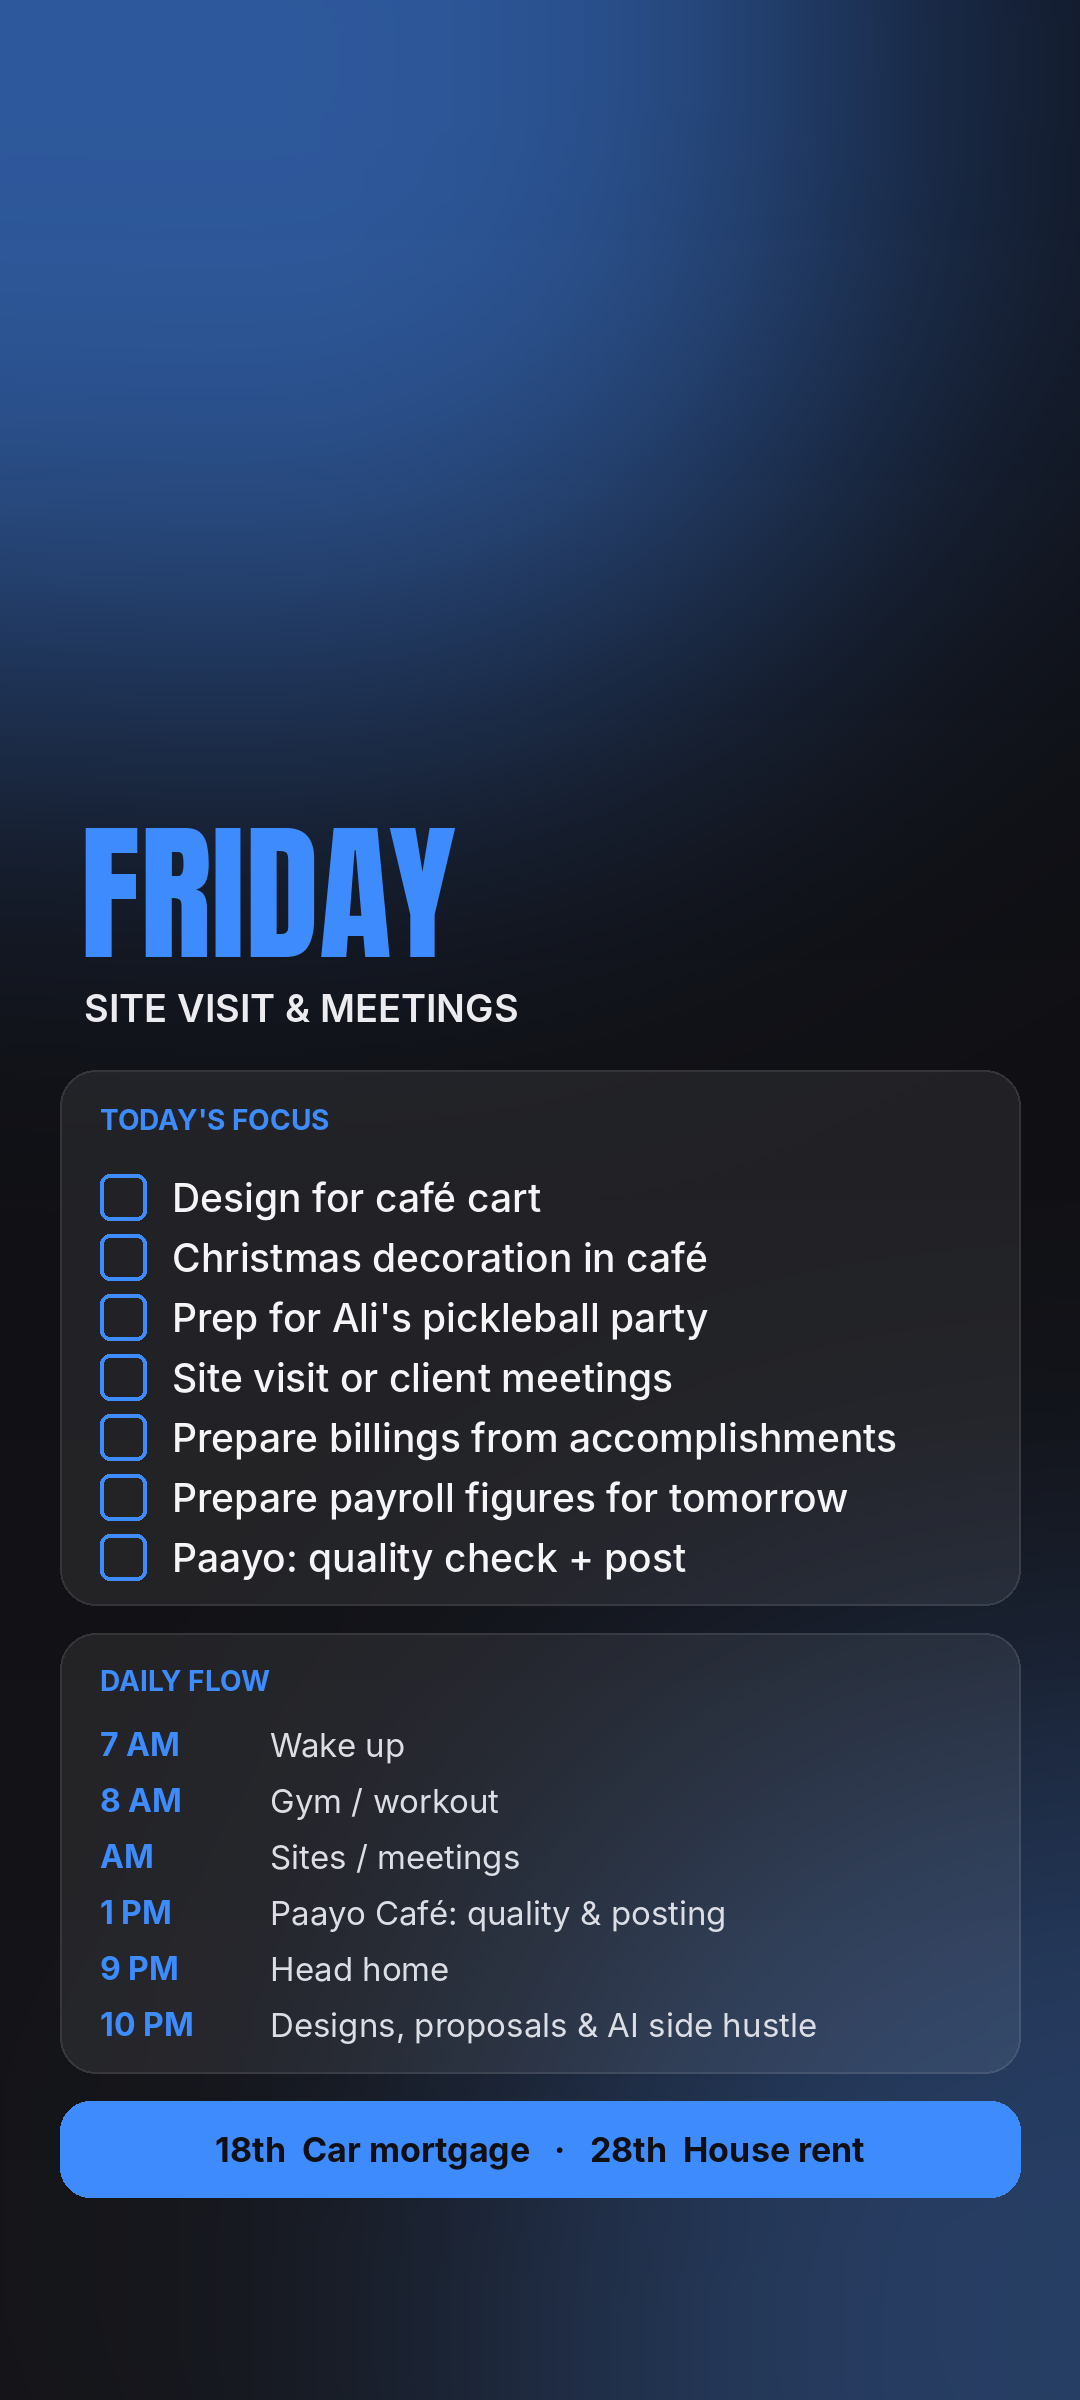 FRIDAY
SITE VISIT & MEETINGS
TODAY'S FOCUS
Design for café cart
Christmas decoration in café
Prep for Ali's pickleball party
Site visit or client meetings
Prepare billings from accomplishments
Prepare payroll figures for tomorrow
Paayo: quality check + post
DAILY FLOW
7 AM Wake up
8 AM Gym / workout
AM Sites / meetings
1 PM Paayo Café: quality & posting
9 PM Head home
10 PM Designs, proposals & AI side hustle
18th Car mortgage · 28th House rent